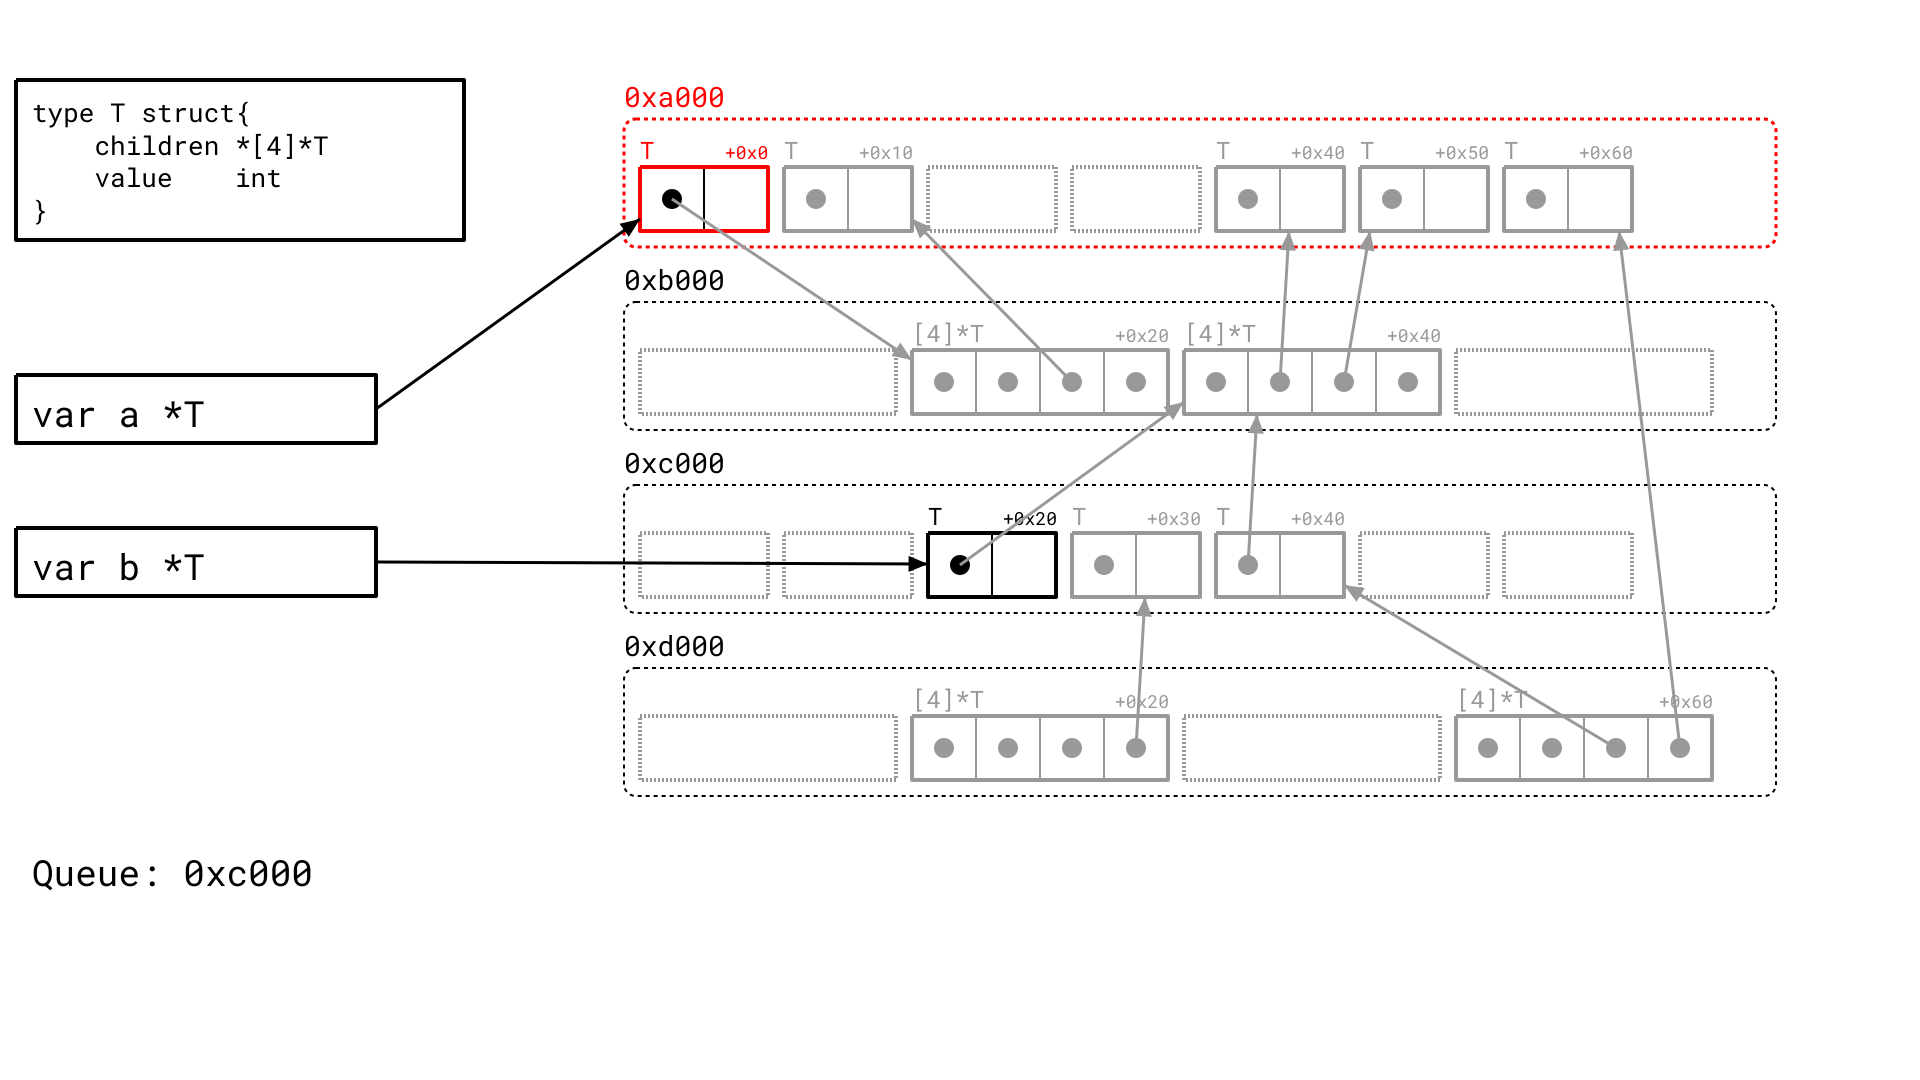 type T struct{
    children *[4]*T
    value    int
}
var a *T
var b *T
0xa000
T +0x0 T +0x10 T +0x40 T +0x50 T +0x60
0xb000
[4]*T +0x20 [4]*T +0x40
0xc000
T +0x20 T +0x30 T +0x40
0xd000
[4]*T +0x20 [4]*T +0x60
Queue: 0xc000